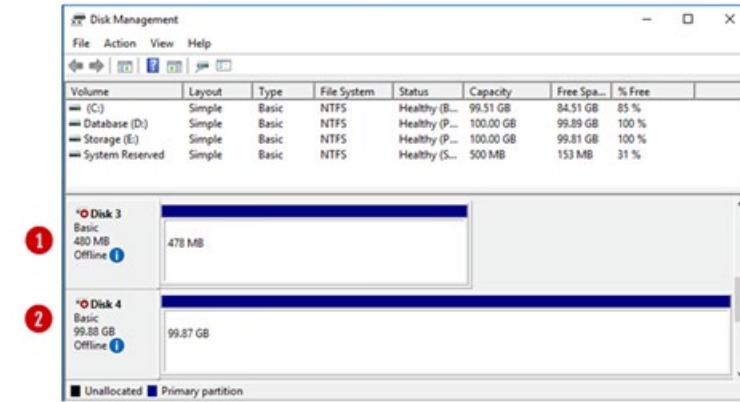 Disk Management
File Action View Help
Volume Layout Type File System Status Capacity Free Spa... % Free
(C:) Simple Basic NTFS Healthy (B... 99.51 GB 84.51 GB 85 %
Database (D:) Simple Basic NTFS Healthy (P... 100.00 GB 99.89 GB 100 %
Storage (E:) Simple Basic NTFS Healthy (P... 100.00 GB 99.81 GB 100 %
System Reserved Simple Basic NTFS Healthy (S... 500 MB 153 MB 31 %
1
Disk 3
Basic
480 MB
Offline
478 MB
2
Disk 4
Basic
99.88 GB
Offline
99.87 GB
Unallocated Primary partition